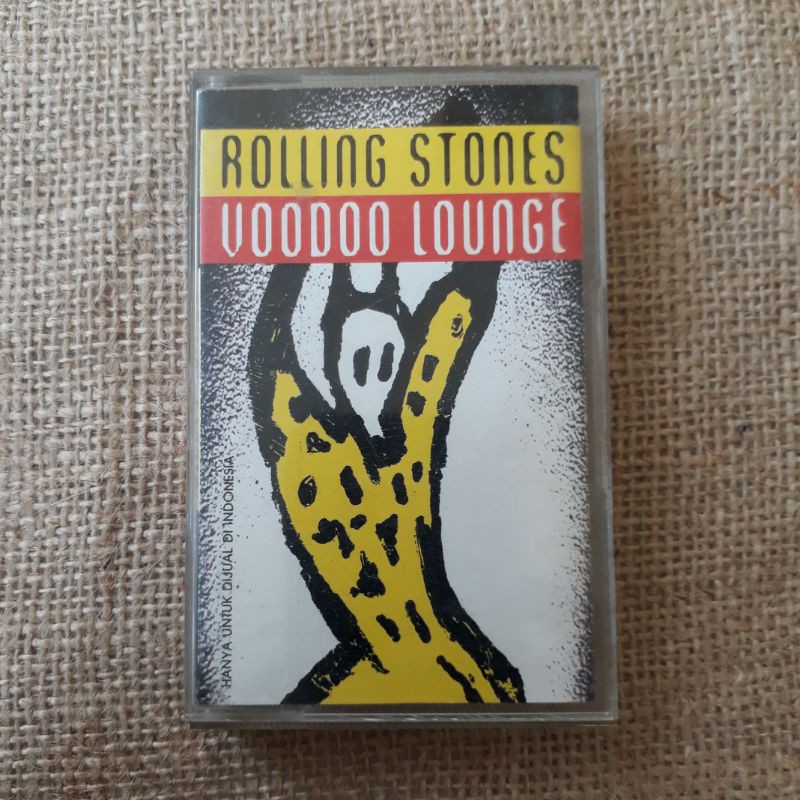 ROLLING STONES
VOODOO LOUNGE
HANYA UNTUK DIJUAL DI INDONESIA